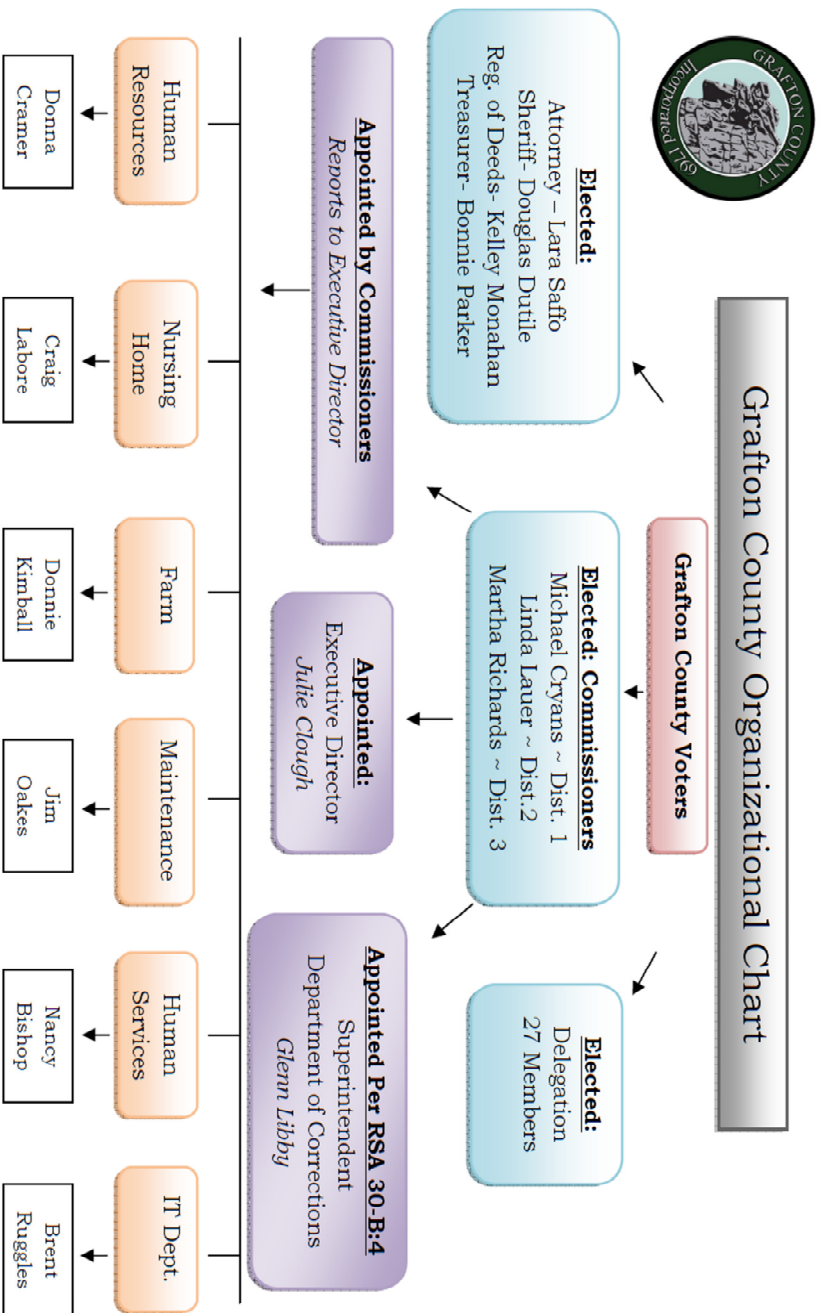 GRAFTON COUNTY
Incorporated 1769
Grafton County Organizational Chart
Grafton County Voters
Elected:
Attorney – Lara Saffo
Sheriff- Douglas Dutile
Reg. of Deeds- Kelley Monahan
Treasurer- Bonnie Parker
Elected: Commissioners
Michael Cryans ~ Dist. 1
Linda Lauer ~ Dist.2
Martha Richards ~ Dist. 3
Elected:
Delegation
27 Members
Appointed by Commissioners
Reports to Executive Director
Appointed:
Executive Director
Julie Clough
Appointed Per RSA 30-B:4
Superintendent
Department of Corrections
Glenn Libby
Human
Resources
Nursing
Home
Farm
Maintenance
Human
Services
IT Dept.
Donna
Cramer
Craig
Labore
Donnie
Kimball
Jim
Oakes
Nancy
Bishop
Brent
Ruggles